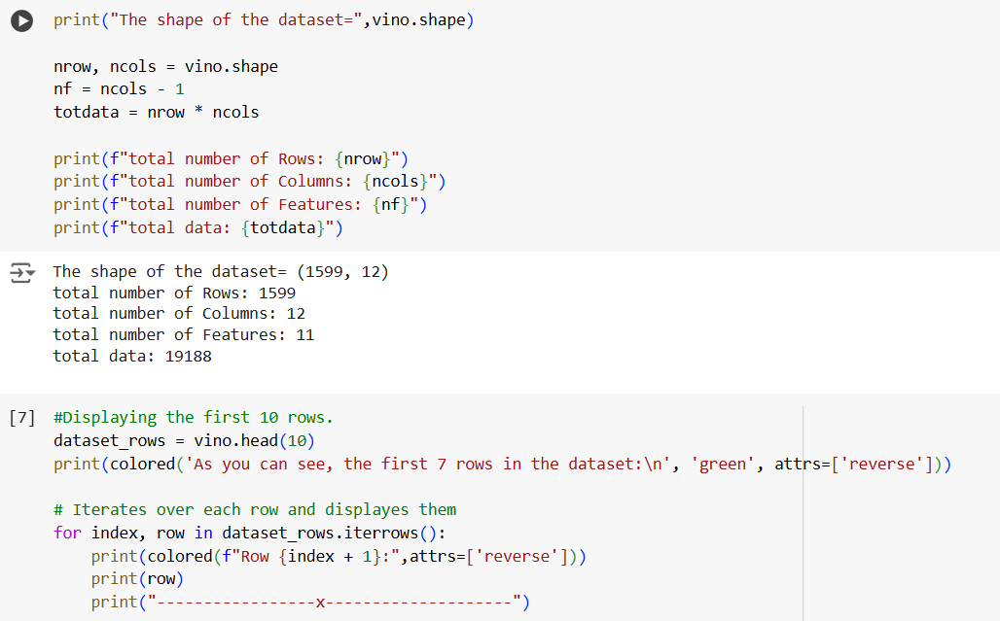 print("The shape of the dataset=",vino.shape)
nrow, ncols = vino.shape
nf = ncols - 1
totdata = nrow * ncols
print(f"total number of Rows: {nrow}")
print(f"total number of Columns: {ncols}")
print(f"total number of Features: {nf}")
print(f"total data: {totdata}")
The shape of the dataset= (1599, 12)
total number of Rows: 1599
total number of Columns: 12
total number of Features: 11
total data: 19188
[7] #Displaying the first 10 rows.
dataset_rows = vino.head(10)
print(colored('As you can see, the first 7 rows in the dataset:\n', 'green', attrs=['reverse']))
# Iterates over each row and displayes them
for index, row in dataset_rows.iterrows():
    print(colored(f"Row {index + 1}:",attrs=['reverse']))
    print(row)
    print("-----------------x--------------------")